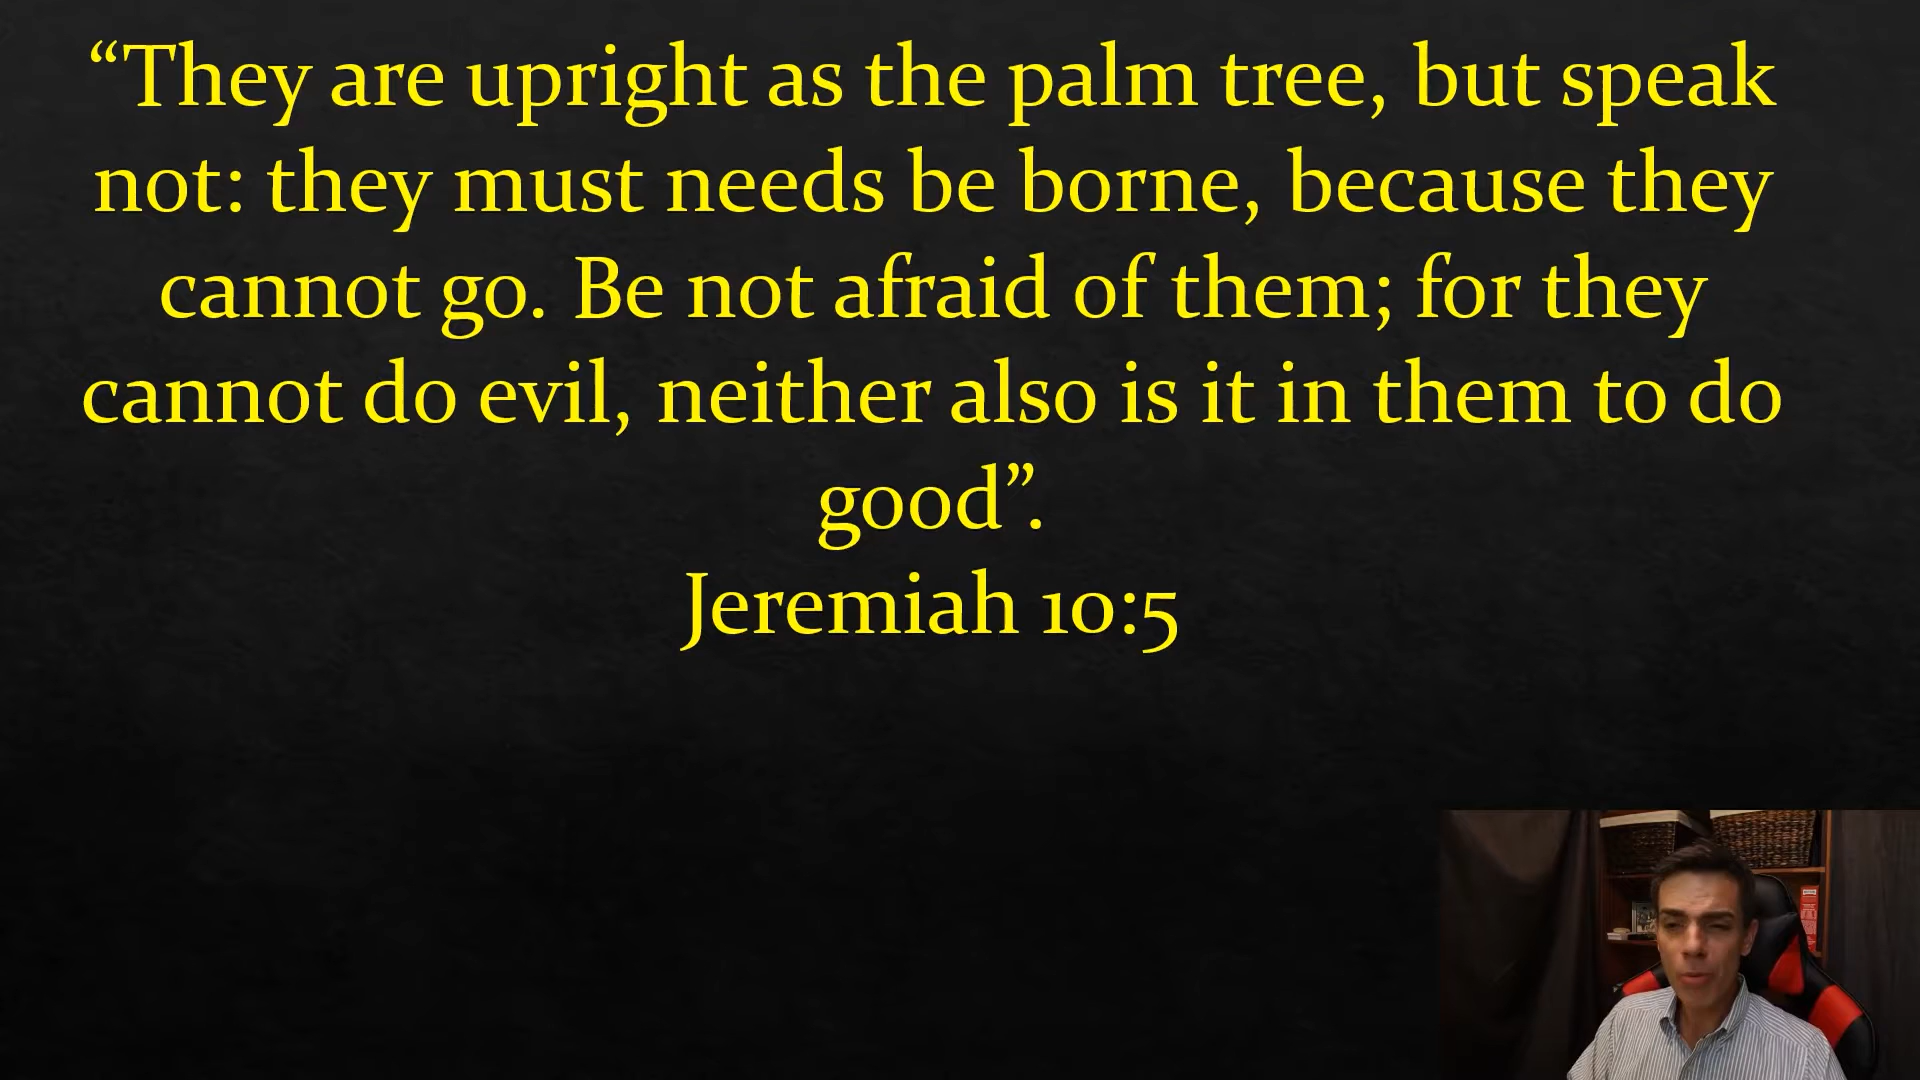 “They are upright as the palm tree, but speak
not: they must needs be borne, because they
cannot go. Be not afraid of them; for they
cannot do evil, neither also is it in them to do
good”.
Jeremiah 10:5